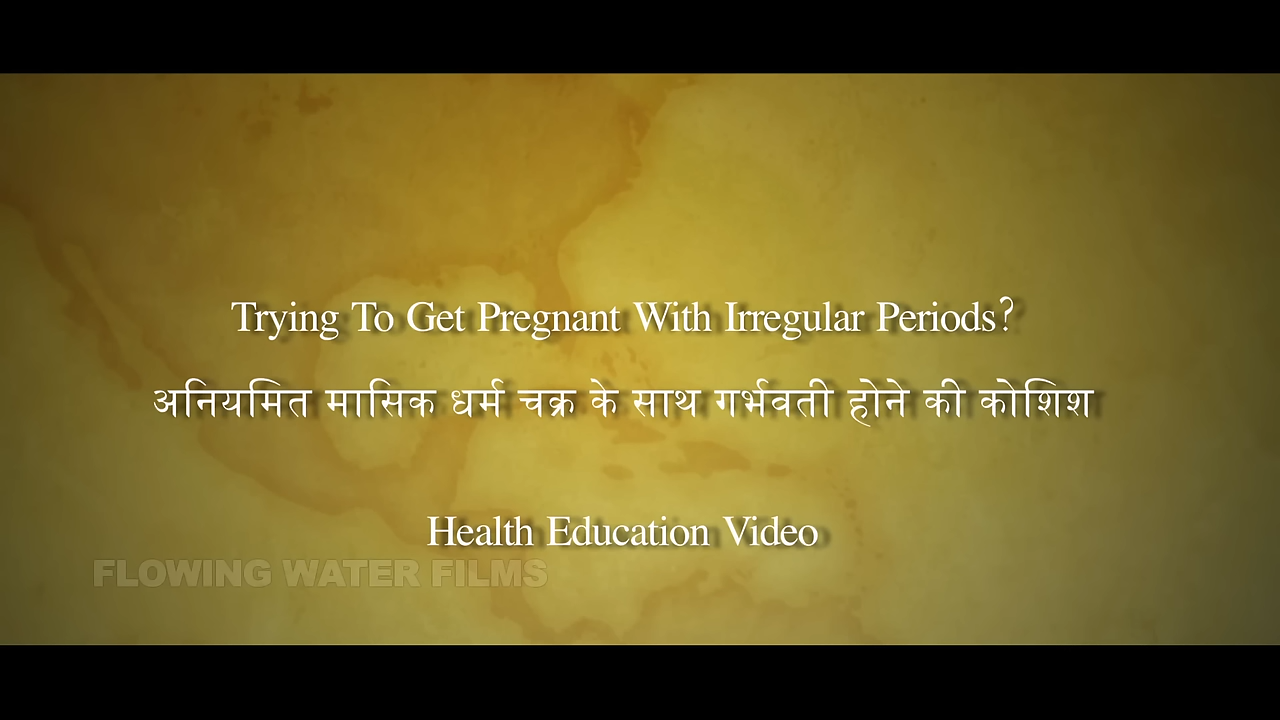 Trying To Get Pregnant With Irregular Periods?
अनियमित मासिक धर्म चक्र के साथ गर्भवती होने की कोशिश
Health Education Video
FLOWING WATER FILMS